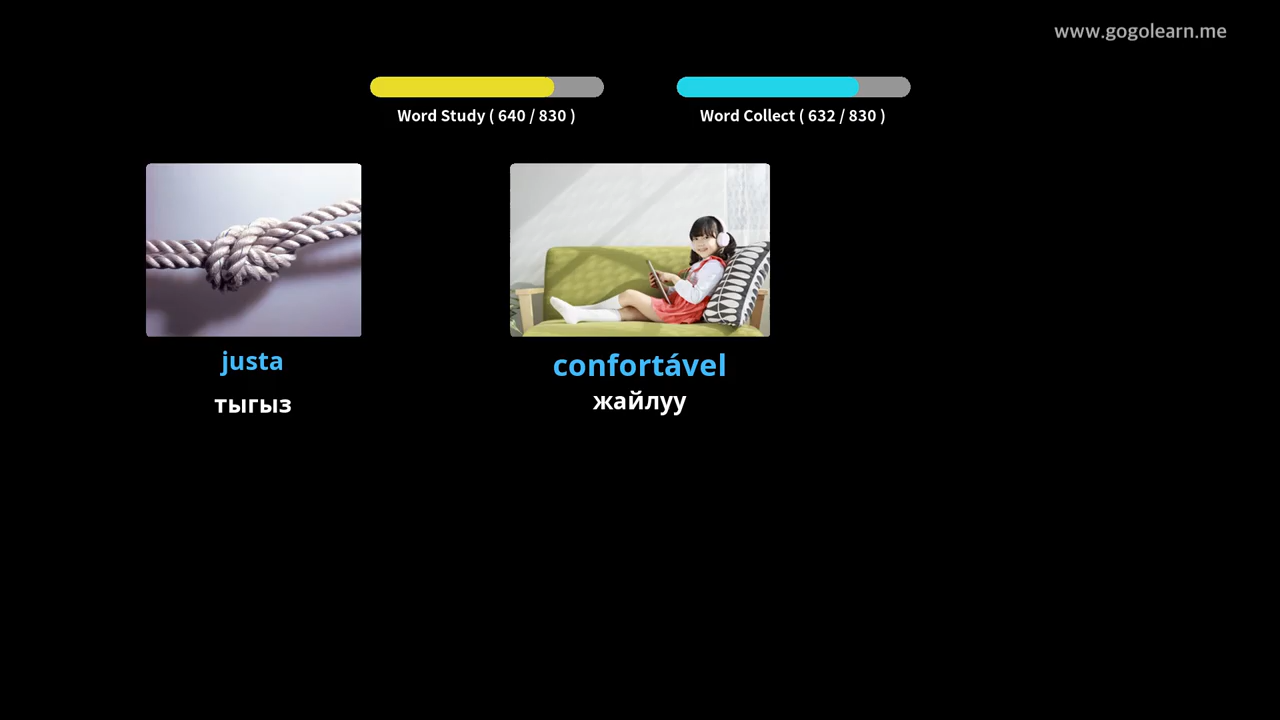 www.gogolearn.me
Word Study ( 640 / 830 )
Word Collect ( 632 / 830 )
justa
тыгыз
confortável
жайлуу